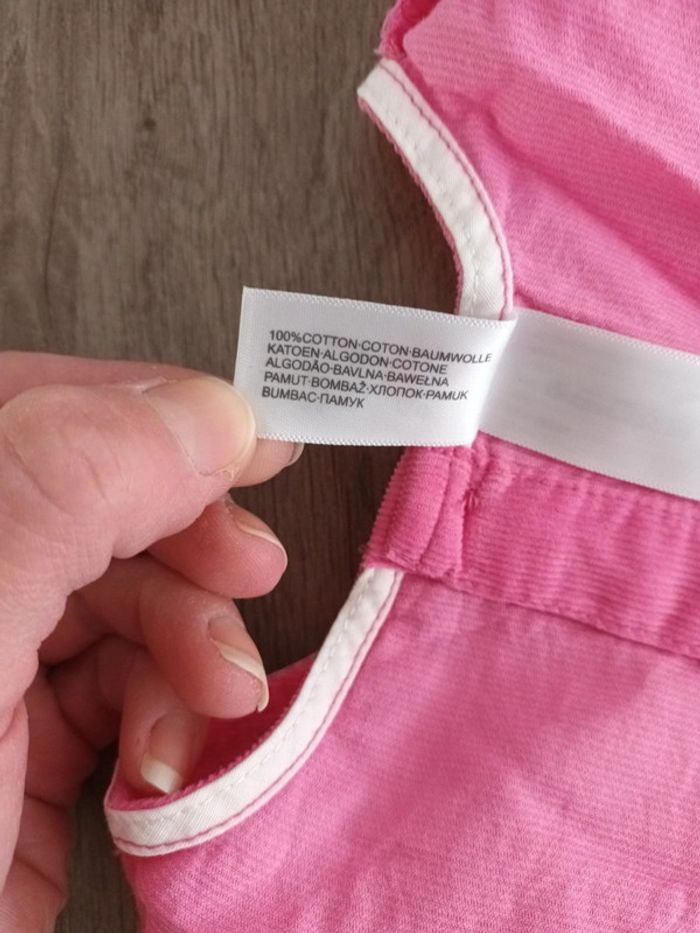 100%COTTON·COTON·BAUMWOLLE
KATOEN·ALGODON·COTONE
ALGODÃO·BAVLNA·BAWEŁNA
PAMUT·BOMBAŽ·ХЛОПОК·PAMUK
BUMBAC·ПАМУК